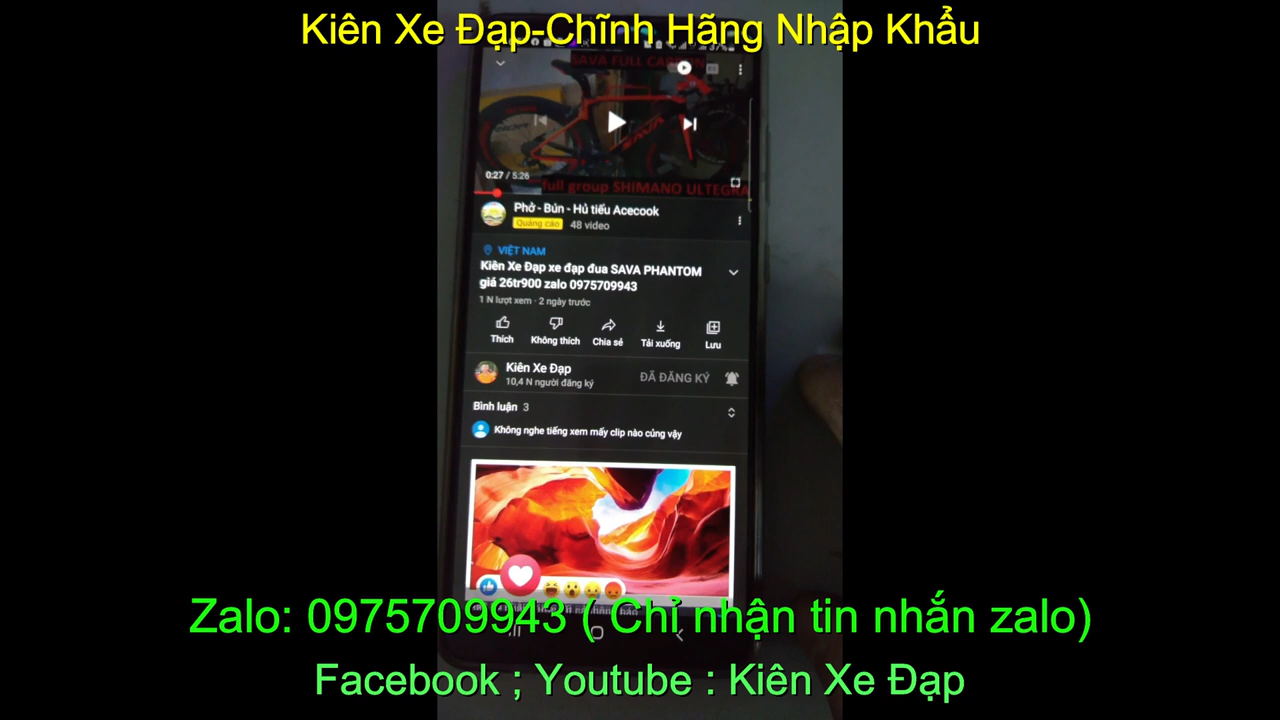 Kiên Xe Đạp-Chĩnh Hãng Nhập Khẩu
SAVA FULL CARBON
SAVA
0:27 / 5:26
full group SHIMANO ULTEGRA
Phở - Bún - Hủ tiếu Acecook
Quảng cáo 48 video
VIỆT NAM
Kiên Xe Đạp xe đạp đua SAVA PHANTOM
giá 26tr900 zalo 0975709943
1 N lượt xem · 2 ngày trước
Thích Không thích Chia sẻ Tải xuống Lưu
Kiên Xe Đạp
10,4 N người đăng ký
ĐÃ ĐĂNG KÝ
Bình luận 3
Không nghe tiếng xem mấy clip nào củng vậy
Zalo: 0975709943 ( Chỉ nhận tin nhắn zalo)
Facebook ; Youtube : Kiên Xe Đạp